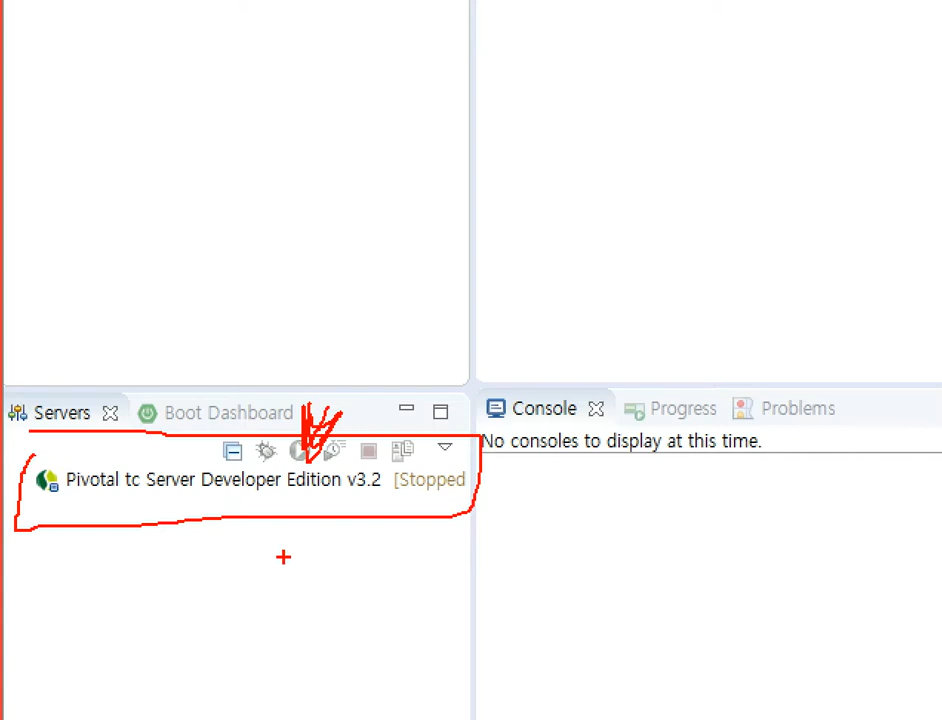 Servers Boot Dashboard
Console Progress Problems
No consoles to display at this time.
Pivotal tc Server Developer Edition v3.2 [Stopped